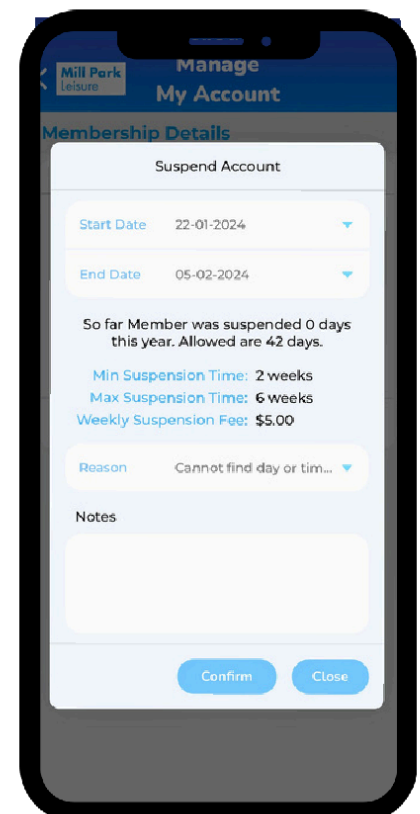 Mill Park
Leisure
Manage
My Account
Membership Details
Suspend Account
Start Date 22-01-2024
End Date 05-02-2024
So far Member was suspended 0 days
this year. Allowed are 42 days.
Min Suspension Time: 2 weeks
Max Suspension Time: 6 weeks
Weekly Suspension Fee: $5.00
Reason Cannot find day or tim...
Notes
Confirm Close